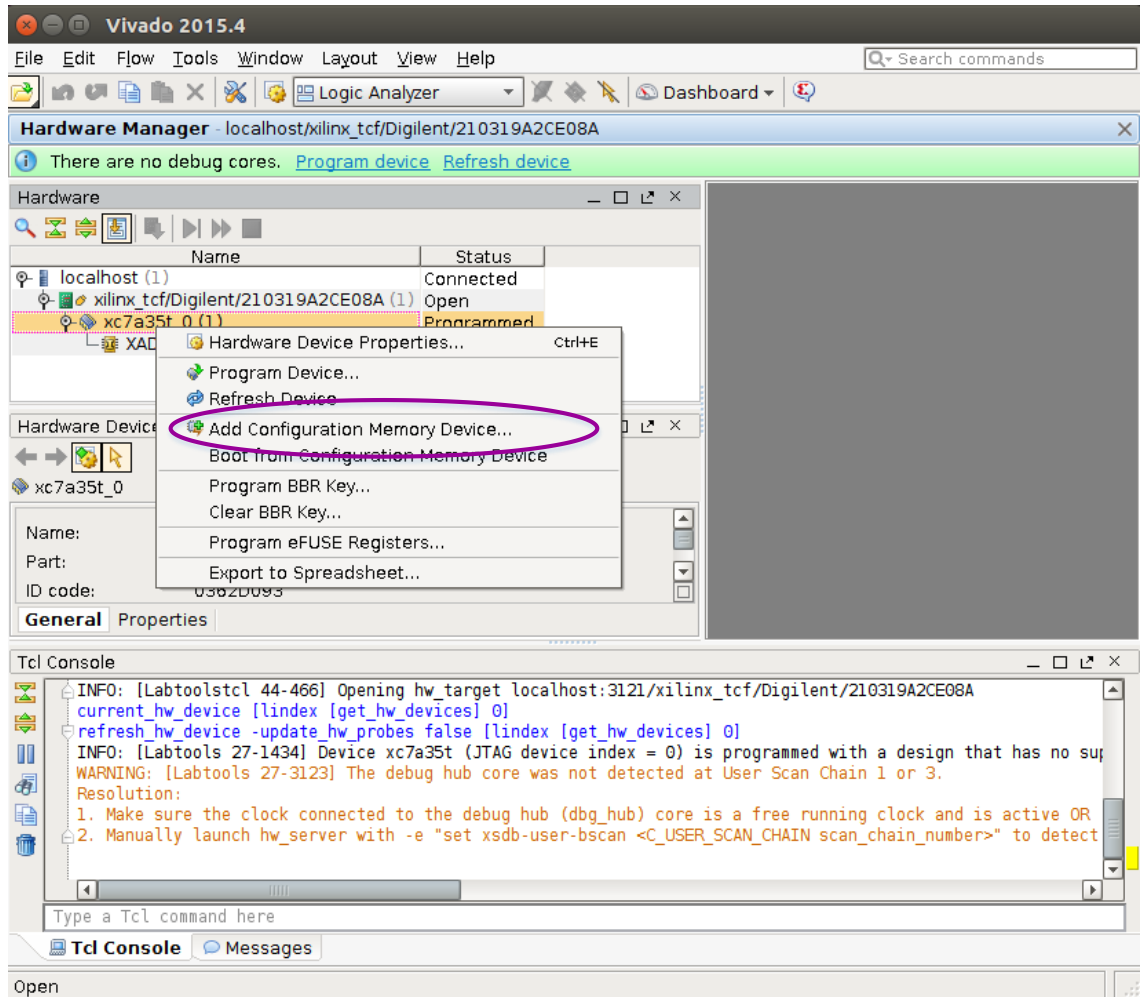 Vivado 2015.4
File Edit Flow Tools Window Layout View Help Search commands
Logic Analyzer Dashboard
Hardware Manager - localhost/xilinx_tcf/Digilent/210319A2CE08A
There are no debug cores. Program device Refresh device
Hardware
Name Status
localhost (1) Connected
xilinx_tcf/Digilent/210319A2CE08A (1) Open
xc7a35t_0 (1) Programmed
XAD
Hardware Device Properties... Ctrl+E
Program Device...
Refresh Device
Hardware Device
Add Configuration Memory Device...
Boot from Configuration Memory Device
xc7a35t_0
Program BBR Key...
Clear BBR Key...
Name:
Program eFUSE Registers...
Part:
Export to Spreadsheet...
ID code: 0362D093
General Properties
Tcl Console
INFO: [Labtoolstcl 44-466] Opening hw_target localhost:3121/xilinx_tcf/Digilent/210319A2CE08A
current_hw_device [lindex [get_hw_devices] 0]
refresh_hw_device -update_hw_probes false [lindex [get_hw_devices] 0]
INFO: [Labtools 27-1434] Device xc7a35t (JTAG device index = 0) is programmed with a design that has no sup
WARNING: [Labtools 27-3123] The debug hub core was not detected at User Scan Chain 1 or 3.
Resolution:
1. Make sure the clock connected to the debug hub (dbg_hub) core is a free running clock and is active OR
2. Manually launch hw_server with -e "set xsdb-user-bscan <C_USER_SCAN_CHAIN scan_chain_number>" to detect
Type a Tcl command here
Tcl Console Messages
Open